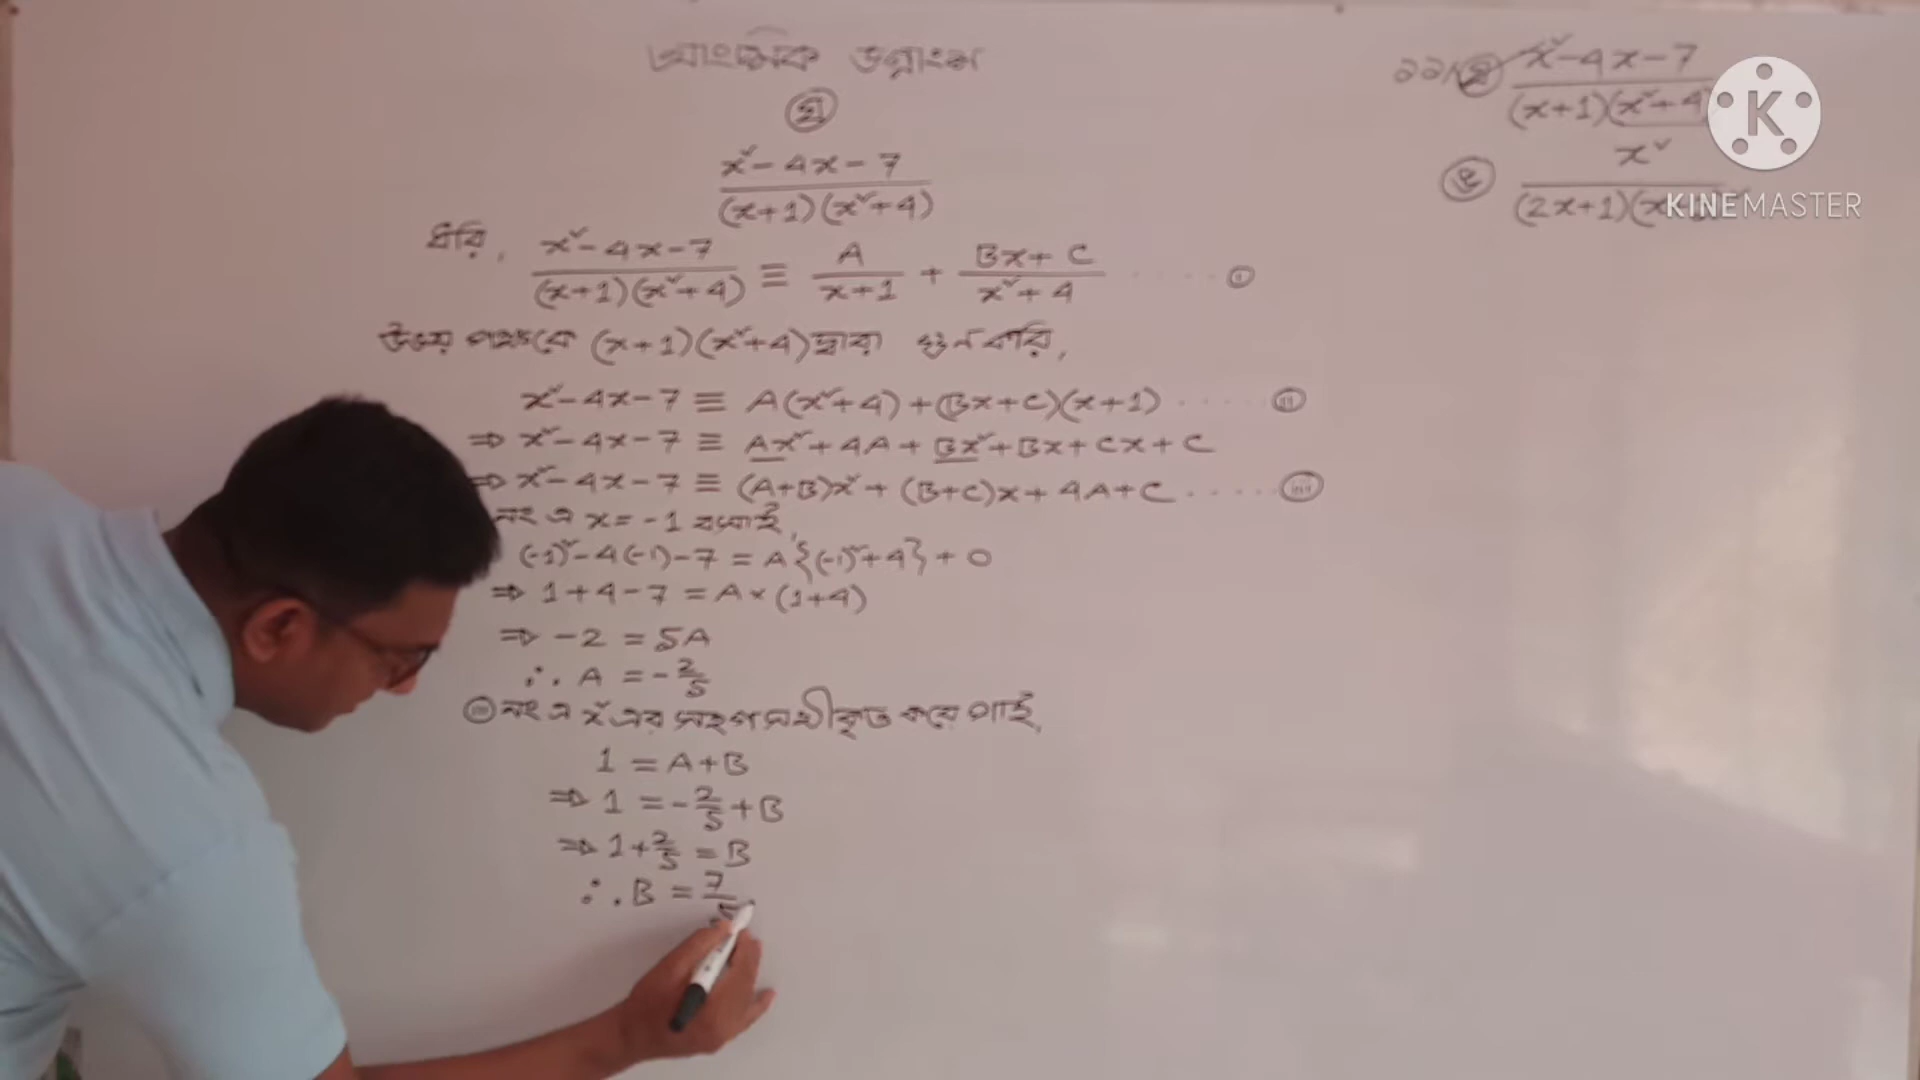 আংশিক ভগ্নাংশ
ঘ
x²-4x-7
(x+1)(x²+4)
ধরি, x²-4x-7 / (x+1)(x²+4) ≡ A / x+1 + Bx+C / x²+4 ..... (i)
উভয় পক্ষকে (x+1)(x²+4) দ্বারা গুন করি,
x²-4x-7 ≡ A(x²+4)+(Bx+C)(x+1) ..... (ii)
⇒ x²-4x-7 ≡ Ax²+4A+Bx²+Bx+Cx+C
⇒ x²-4x-7 ≡ (A+B)x²+(B+C)x+4A+C ..... (iii)
নং এ x=-1 বসাই,
(-1)²-4(-1)-7 = A{(-1)²+4}+0
⇒ 1+4-7 = A×(1+4)
⇒ -2 = 5A
∴ A = -2/5
(iii) নং এ x² এর সহগ সমীকৃত করে পাই,
1 = A+B
⇒ 1 = -2/5+B
⇒ 1+2/5 = B
∴ B = 7/5
x²-4x-7
(x+1)(x²+4)
ঙ x²
(2x+1)(x
K
KINEMASTER